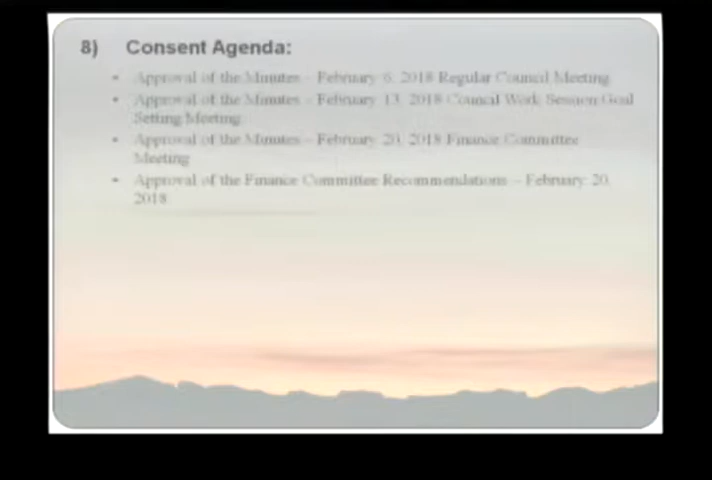 8) Consent Agenda:
• Approval of the Minutes – February 6, 2018 Regular Council Meeting
• Approval of the Minutes – February 13, 2018 Council Work Session Goal
Setting Meeting
• Approval of the Minutes – February 20, 2018 Finance Committee
Meeting
• Approval of the Finance Committee Recommendations – February 20,
2018